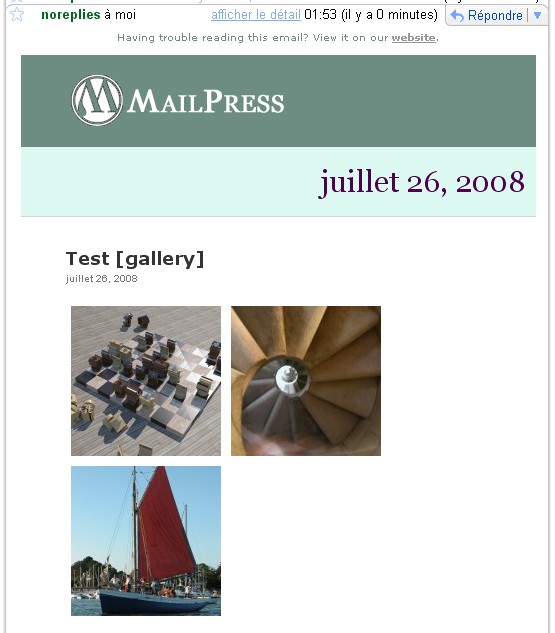 noreplies à moi afficher le détail 01:53 (il y a 0 minutes) Répondre
Having trouble reading this email? View it on our website.
MAILPRESS
juillet 26, 2008
Test [gallery]
juillet 26, 2008